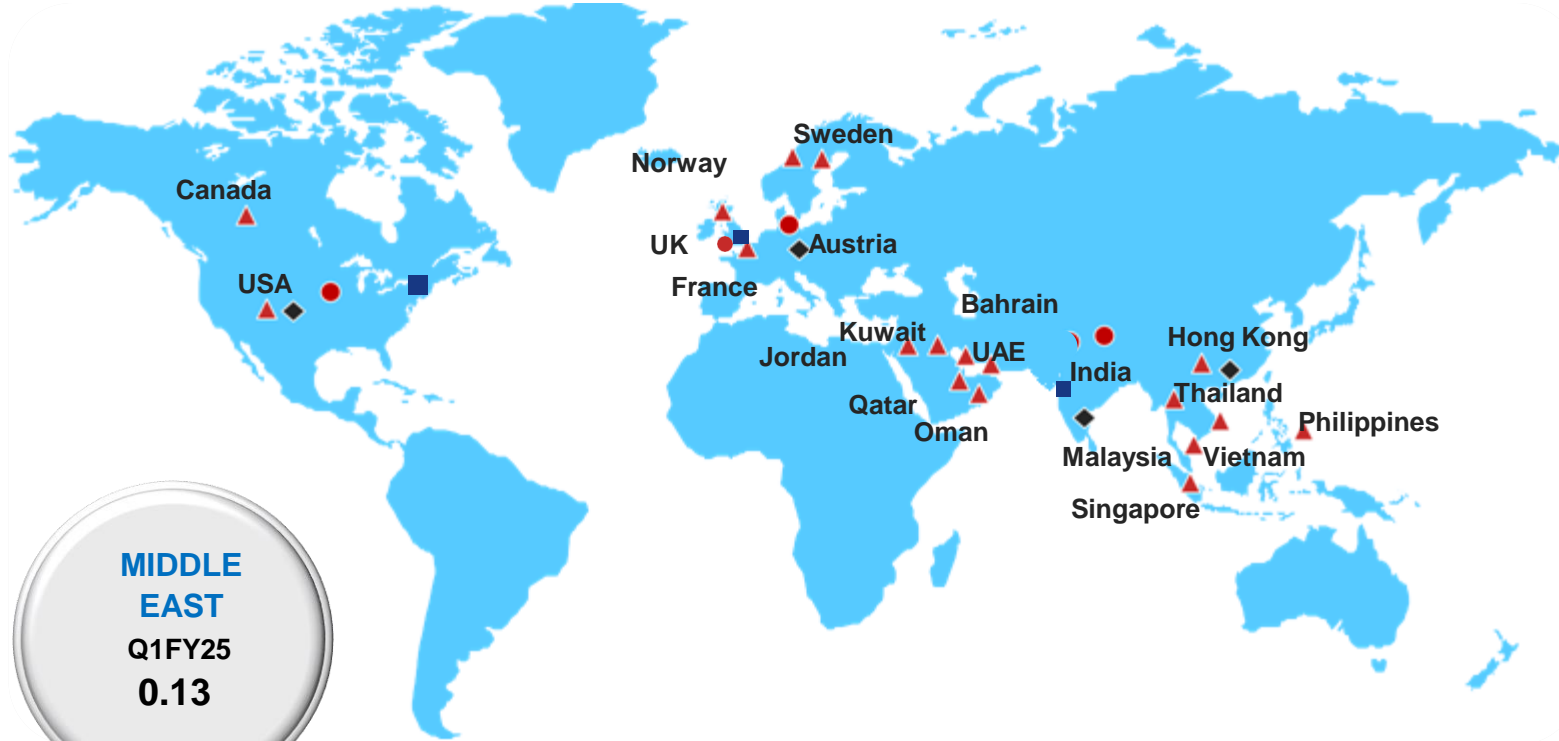 Sweden
Norway
Canada
UK
Austria
USA
France
Bahrain
Kuwait
Hong Kong
Jordan
UAE
India
Thailand
Qatar
Philippines
Oman
Malaysia
Vietnam
Singapore
MIDDLE
EAST
Q1FY25
0.13